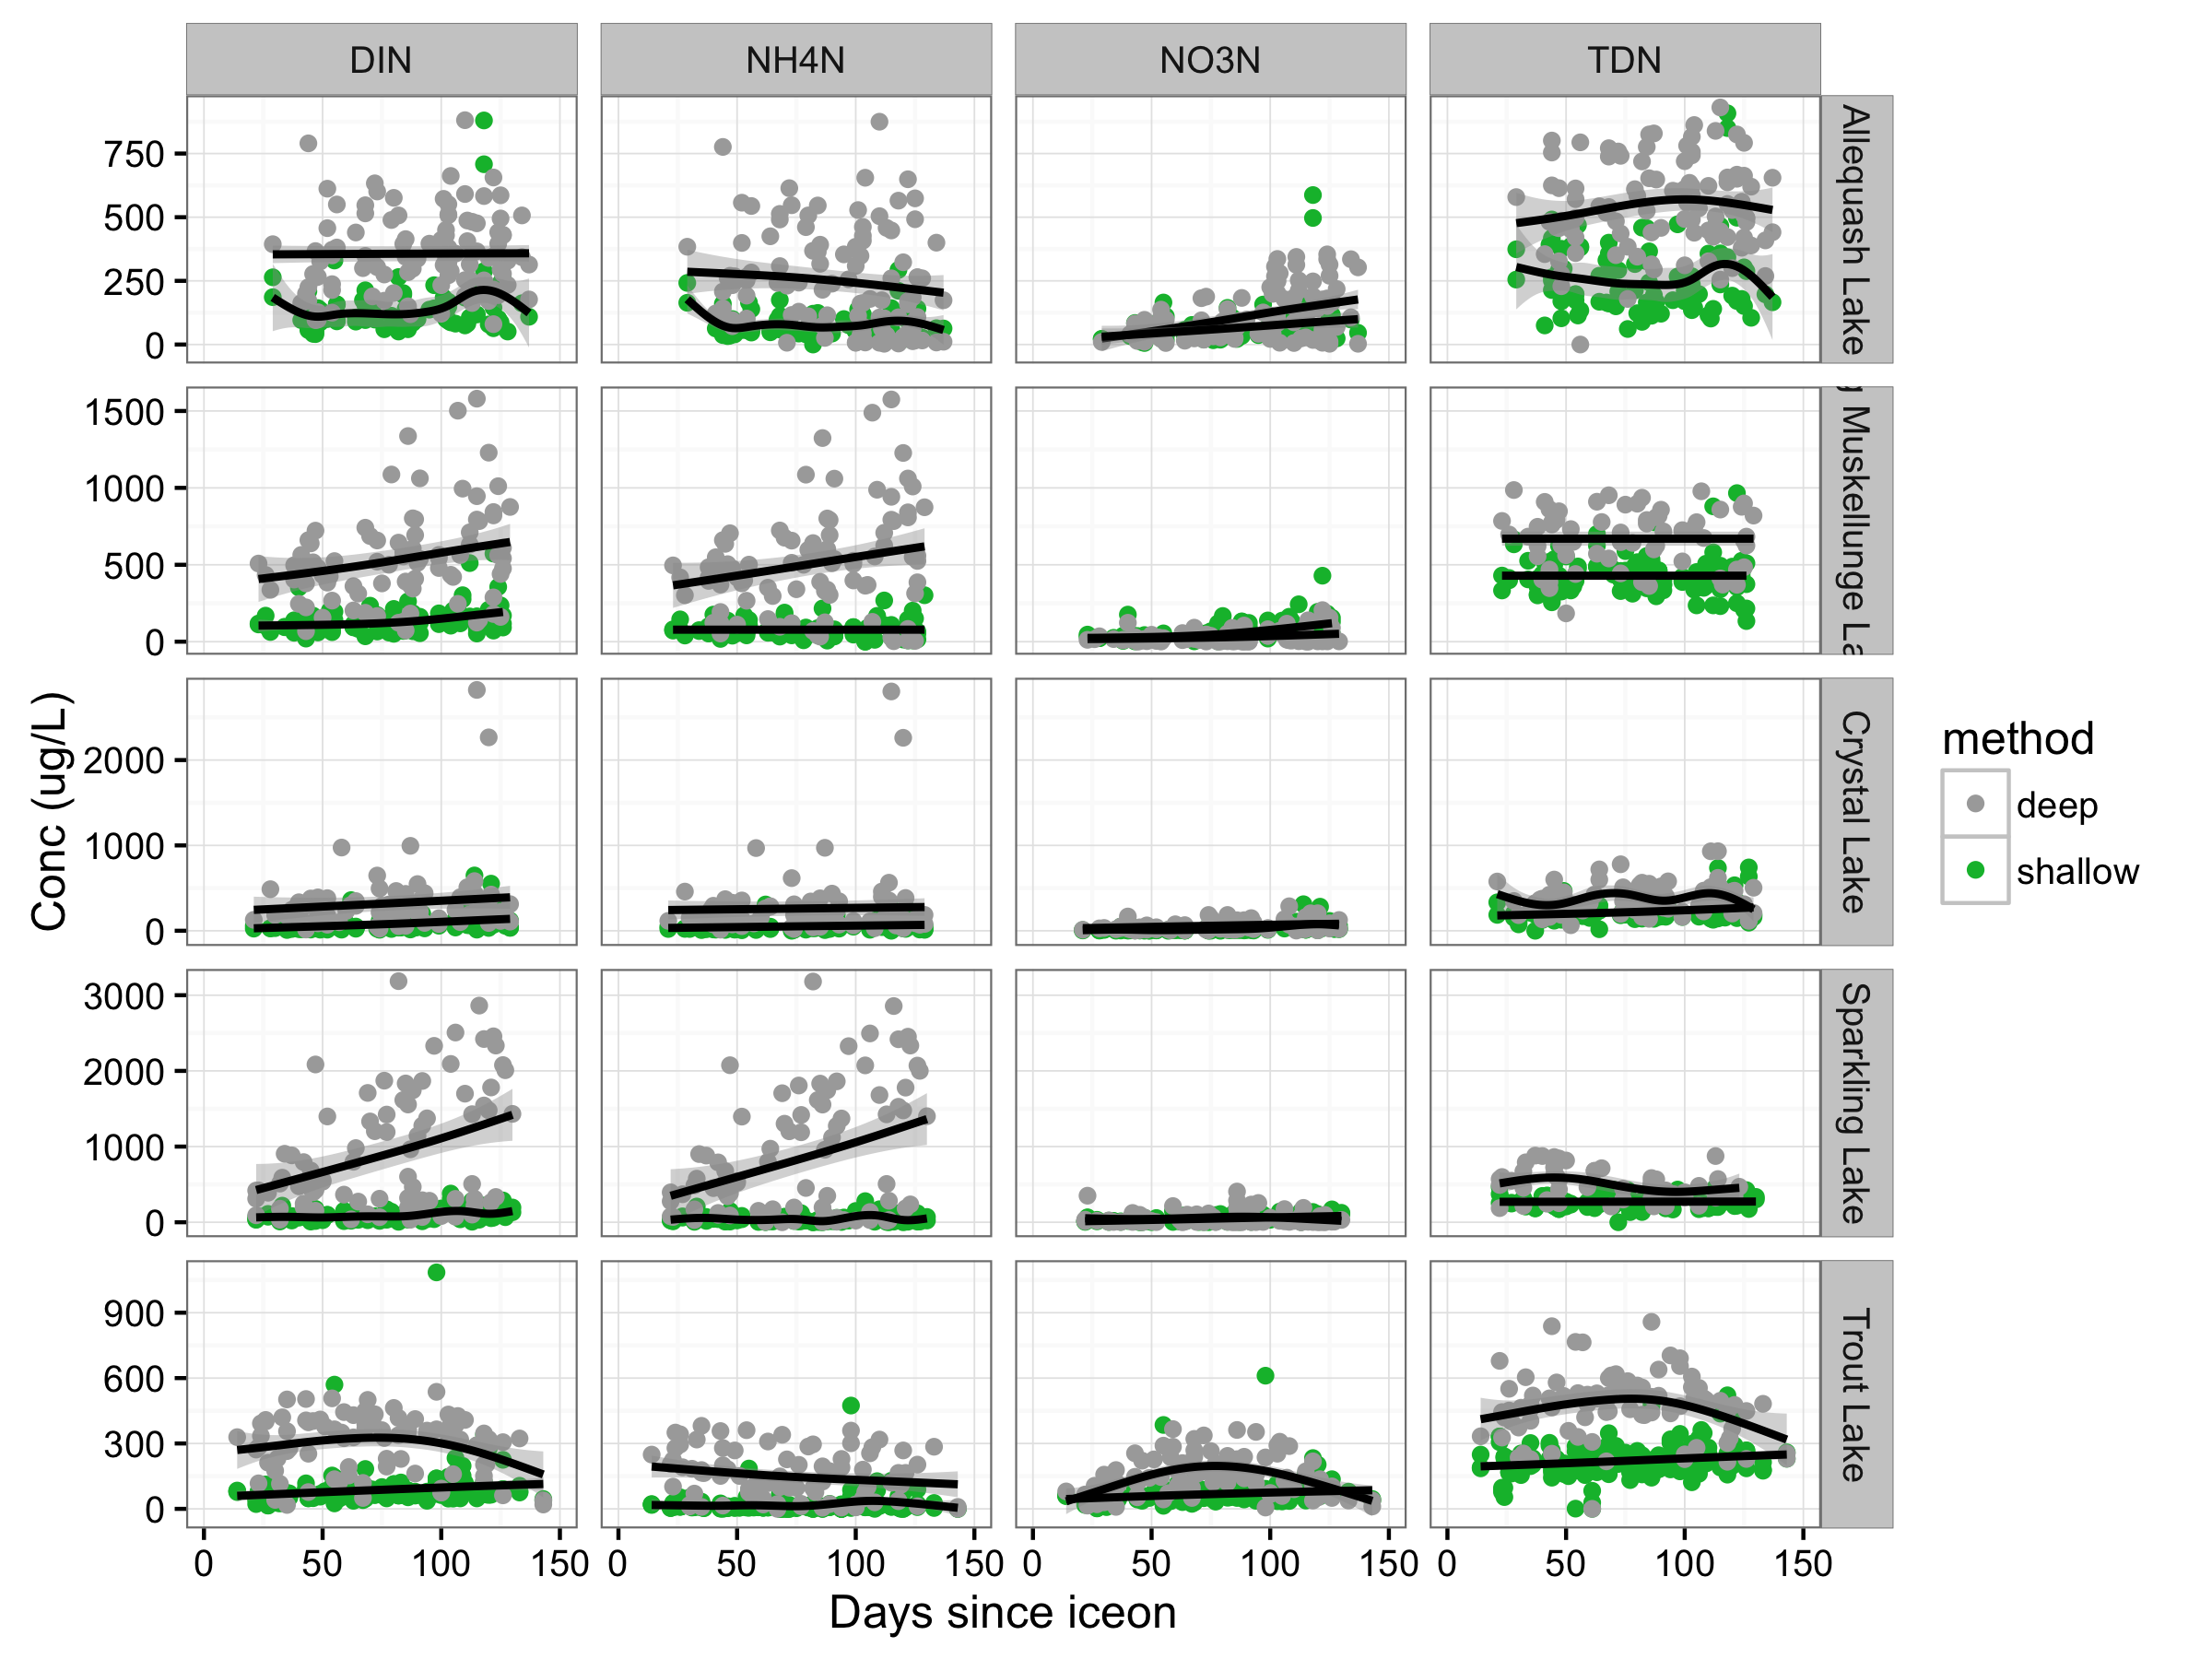 DIN NH4N NO3N TDN
750
500
250
0
Allequash Lake
1500
1000
500
0
Muskellunge
2000
1000
0
Crystal Lake
3000
2000
1000
0
Sparkling Lake
900
600
300
0
Trout Lake
0 50 100 150 0 50 100 150 0 50 100 150 0 50 100 150
Days since iceon
Conc (ug/L)
method
deep
shallow